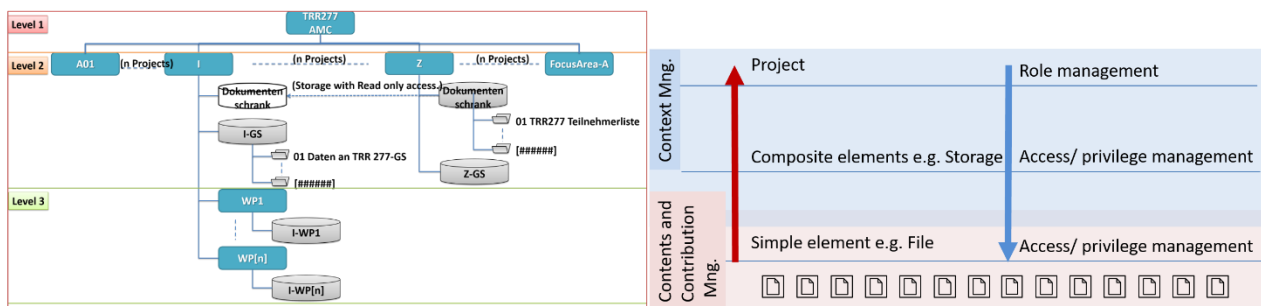 Level 1
TRR277
AMC
Level 2
A01
(n Projects)
I
(n Projects)
Z
(n Projects)
FocusArea-A
Dokumenten
schrank
(Storage with Read only access.)
Dokumenten
schrank
01 TRR277 Teilnehmerliste
[######]
I-GS
01 Daten an TRR 277-GS
[######]
Z-GS
Level 3
WP1
I-WP1
WP[n]
I-WP[n]
Context Mng.
Project
Role management
Composite elements e.g. Storage
Access/ privilege management
Contents and
Contribution
Mng.
Simple element e.g. File
Access/ privilege management